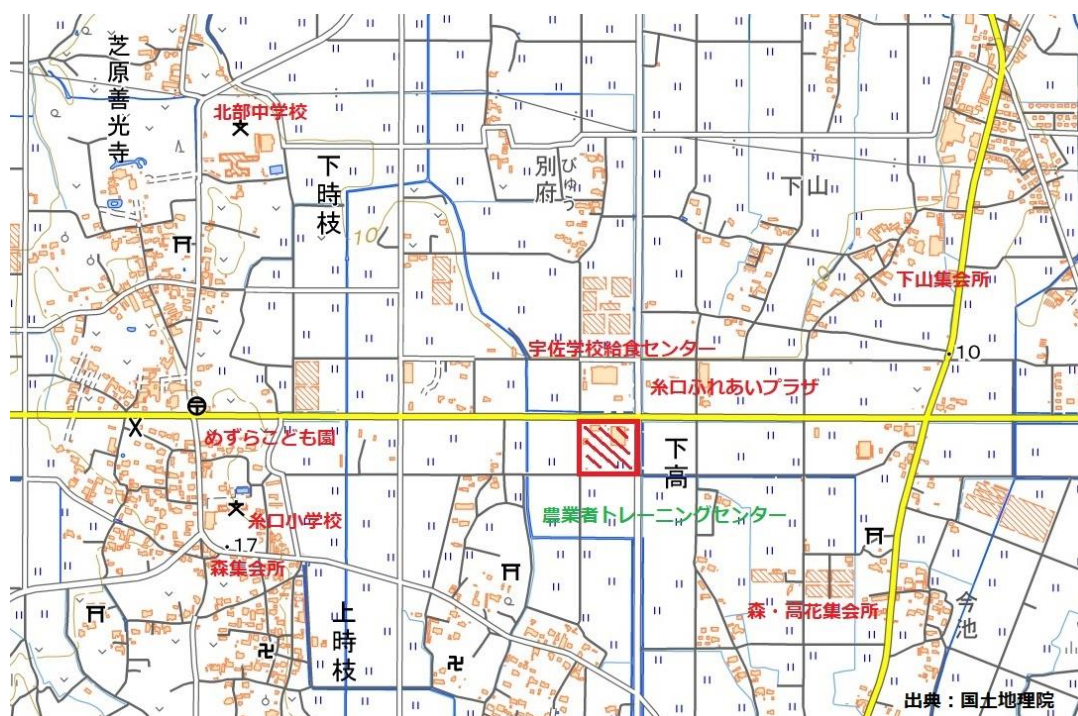 芝原善光寺
北部中学校
下時枝
10
別府
びゅう
下山
下山集会所
10
宇佐学校給食センター
糸口ふれあいプラザ
めずらこども園
下高
糸口小学校
農業者トレーニングセンター
17
森集会所
森・高花集会所
今池
上時枝
出典：国土地理院